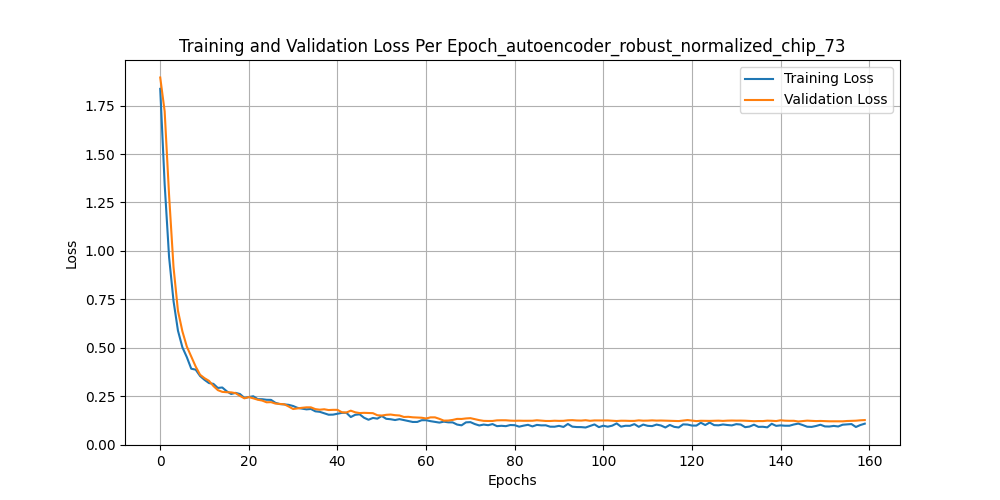 Training and Validation Loss Per Epoch_autoencoder_robust_normalized_chip_73
Training Loss
Validation Loss
Loss
1.75
1.50
1.25
1.00
0.75
0.50
0.25
0.00
0 20 40 60 80 100 120 140 160
Epochs